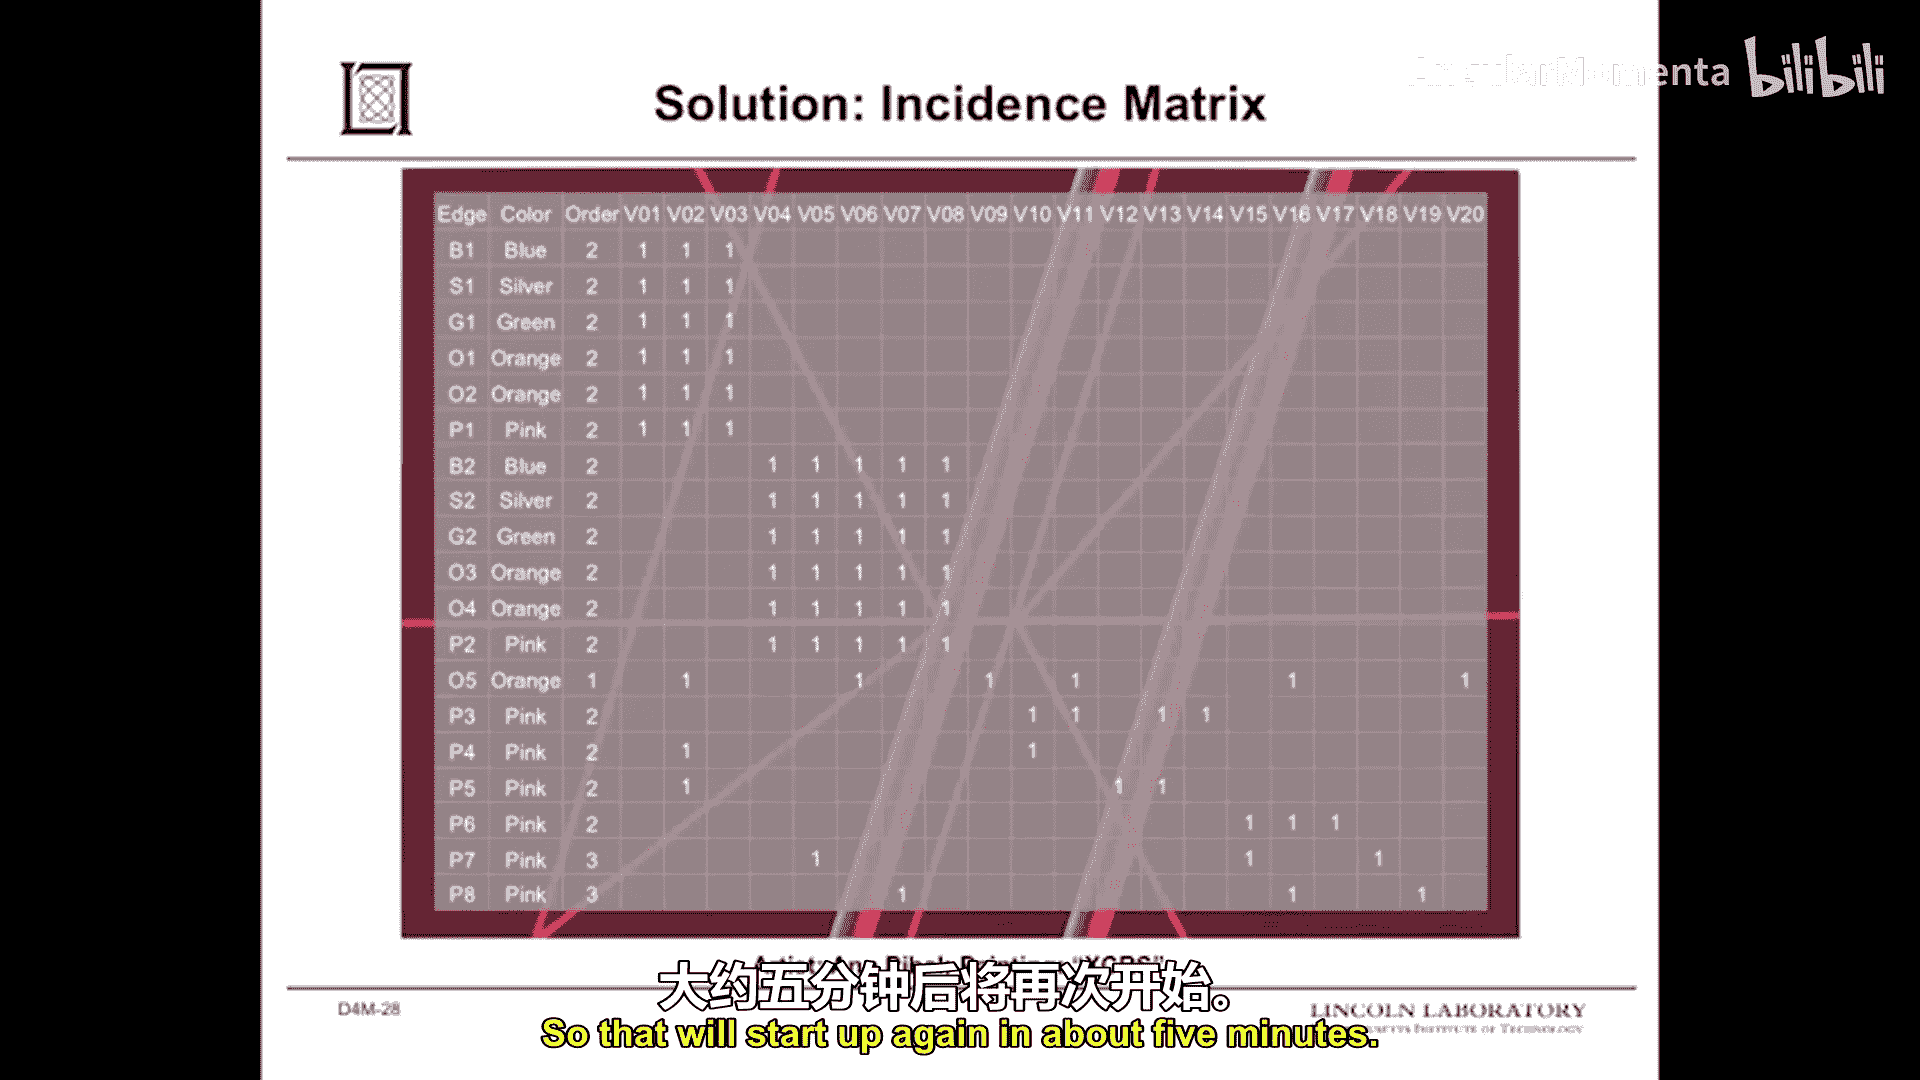 Solution: Incidence Matrix
bilibili
Edge Color Order V01 V02 V03 V04 V05 V06 V07 V08 V09 V10 V11 V12 V13 V14 V15 V16 V17 V18 V19 V20
B1 Blue 2 1 1 1
S1 Silver 2 1 1 1
G1 Green 2 1 1 1
O1 Orange 2 1 1 1
O2 Orange 2 1 1 1
P1 Pink 2 1 1 1
B2 Blue 2 1 1 1 1 1
S2 Silver 2 1 1 1 1 1
G2 Green 2 1 1 1 1 1
O3 Orange 2 1 1 1 1 1
O4 Orange 2 1 1 1 1 1
P2 Pink 2 1 1 1 1 1
O5 Orange 1 1 1 1 1 1 1
P3 Pink 2 1 1 1 1
P4 Pink 2 1 1
P5 Pink 2 1 1 1
P6 Pink 2 1 1 1
P7 Pink 3 1 1 1
P8 Pink 3 1 1 1
大约五分钟后将再次开始。
D4M-28
LINCOLN LABORATORY
INSTITUTE OF TECHNOLOGY
So that will start up again in about five minutes.